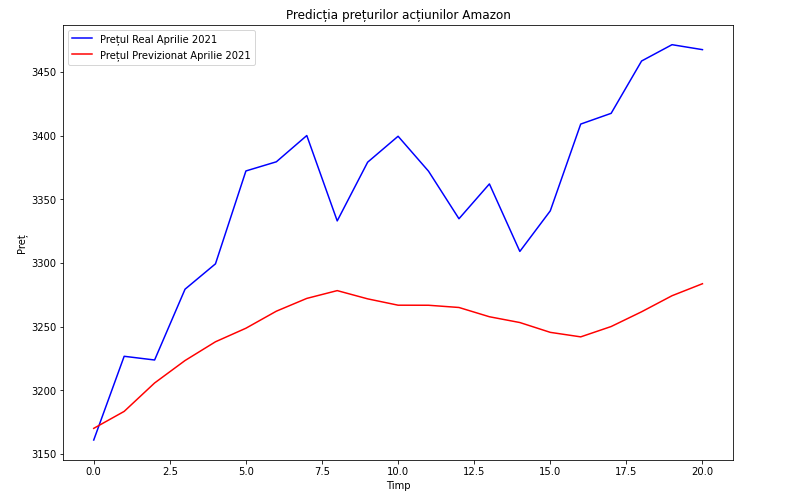 Predicția prețurilor acțiunilor Amazon
Prețul Real Aprilie 2021
Prețul Previzionat Aprilie 2021
Preț
3450
3400
3350
3300
3250
3200
3150
0.0 2.5 5.0 7.5 10.0 12.5 15.0 17.5 20.0
Timp